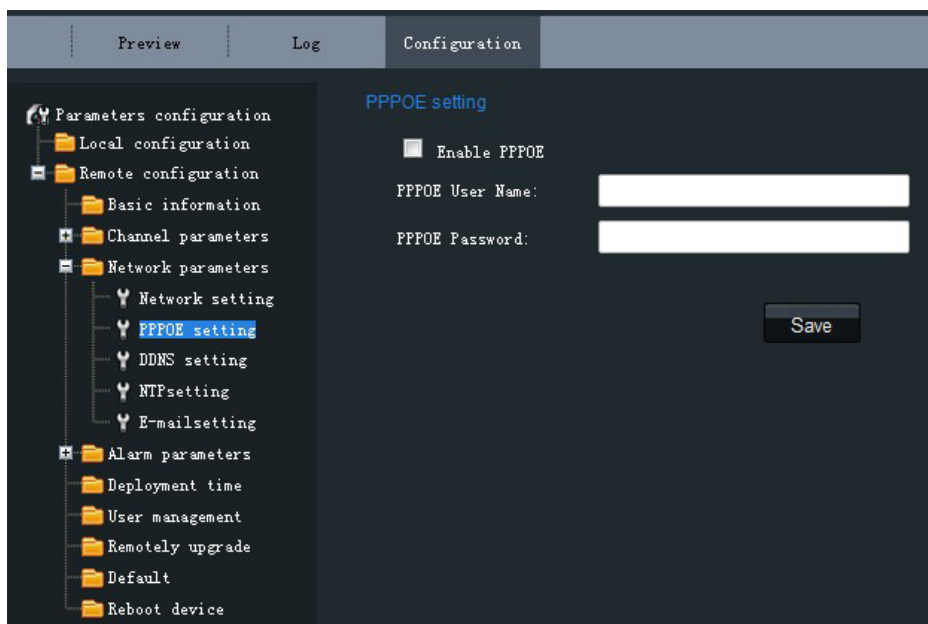 Preview Log Configuration
Parameters configuration
Local configuration
Remote configuration
Basic information
Channel parameters
Network parameters
Network setting
PPPOE setting
DDNS setting
NTPsetting
E-mailsetting
Alarm parameters
Deployment time
User management
Remotely upgrade
Default
Reboot device
PPPOE setting
Enable PPPOE
PPPOE User Name:
PPPOE Password:
Save